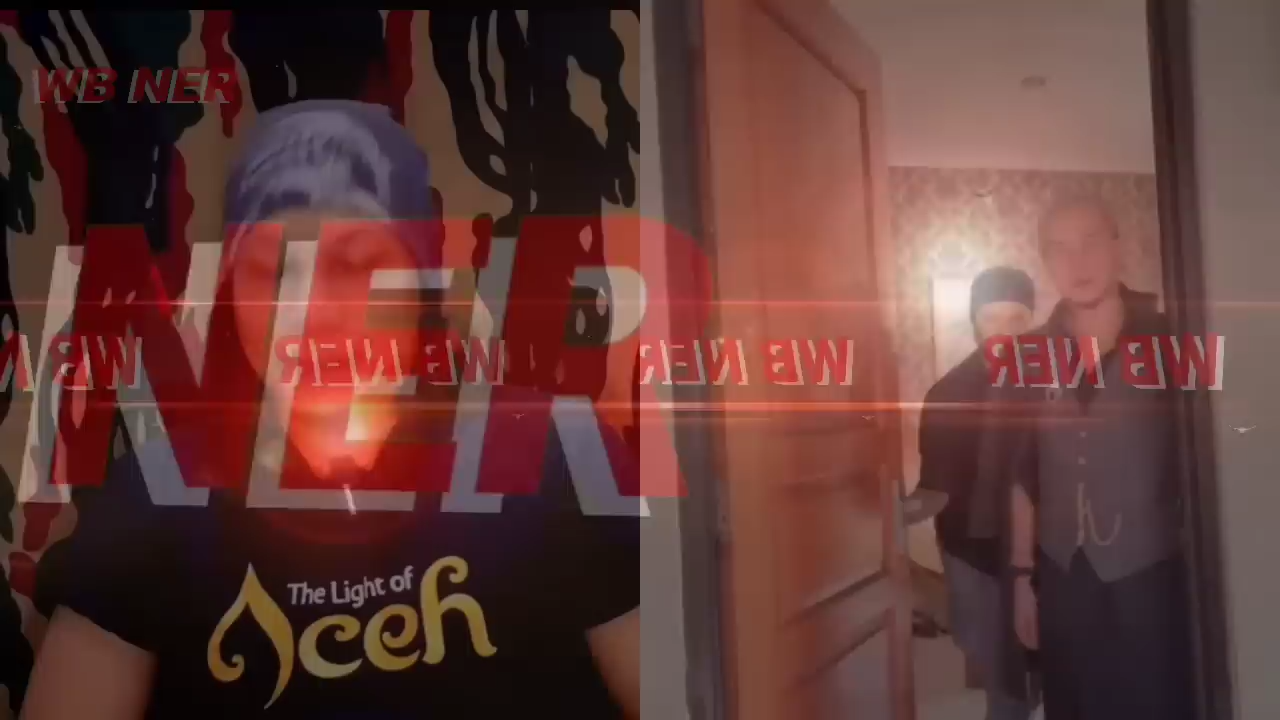 WB NER
NER
WB NER WB NER WB NER WB NER
The Light of
Aceh